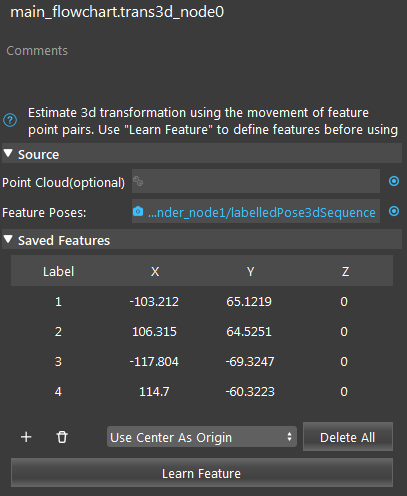 main_flowchart.trans3d_node0
Comments
Estimate 3d transformation using the movement of feature
point pairs. Use "Learn Feature" to define features before using
Source
Point Cloud(optional)
Feature Poses: ...nder_node1/labelledPose3dSequence
Saved Features
Label X Y Z
1 -103.212 65.1219 0
2 106.315 64.5251 0
3 -117.804 -69.3247 0
4 114.7 -60.3223 0
Use Center As Origin Delete All
Learn Feature